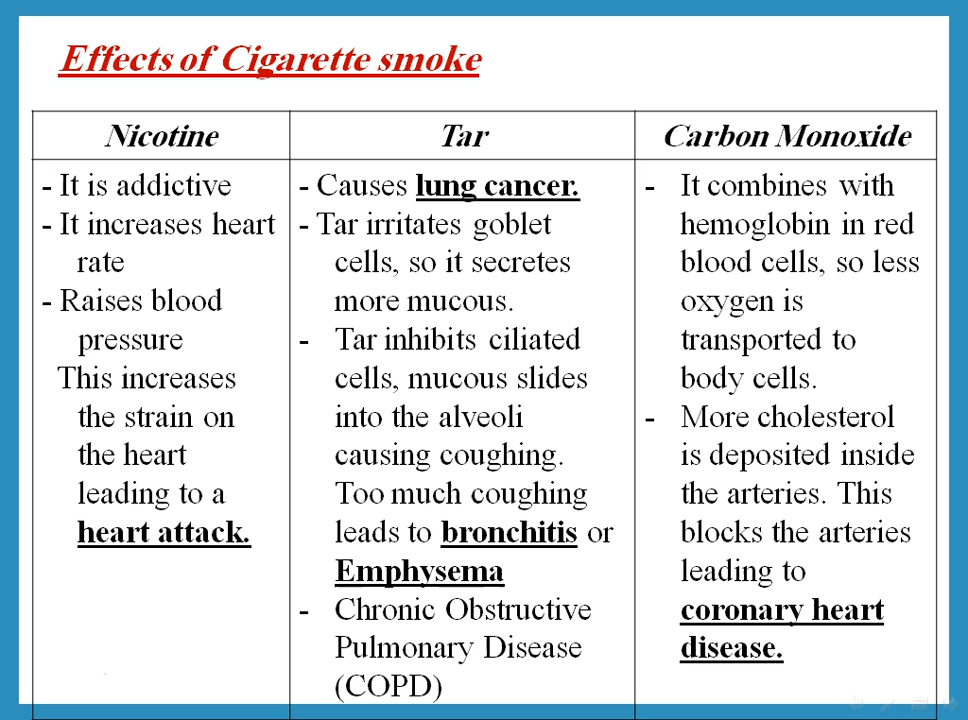 Effects of Cigarette smoke
Nicotine
- It is addictive
- It increases heart
rate
- Raises blood
pressure
This increases
the strain on
the heart
leading to a
heart attack.
Tar
- Causes lung cancer.
- Tar irritates goblet
cells, so it secretes
more mucous.
- Tar inhibits ciliated
cells, mucous slides
into the alveoli
causing coughing.
Too much coughing
leads to bronchitis or
Emphysema
- Chronic Obstructive
Pulmonary Disease
(COPD)
Carbon Monoxide
- It combines with
hemoglobin in red
blood cells, so less
oxygen is
transported to
body cells.
- More cholesterol
is deposited inside
the arteries. This
blocks the arteries
leading to
coronary heart
disease.